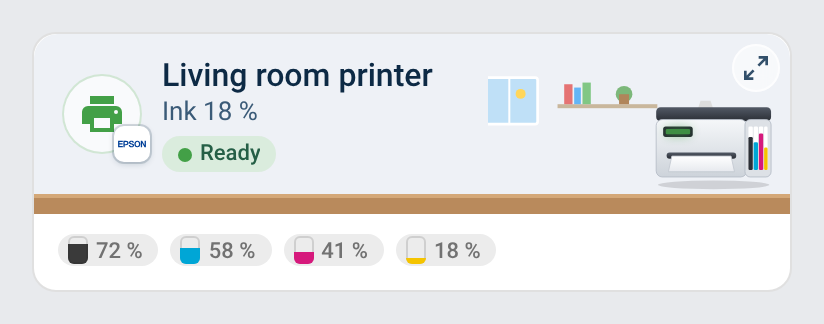 Living room printer
Ink 18 %
EPSON
Ready
72 %
58 %
41 %
18 %